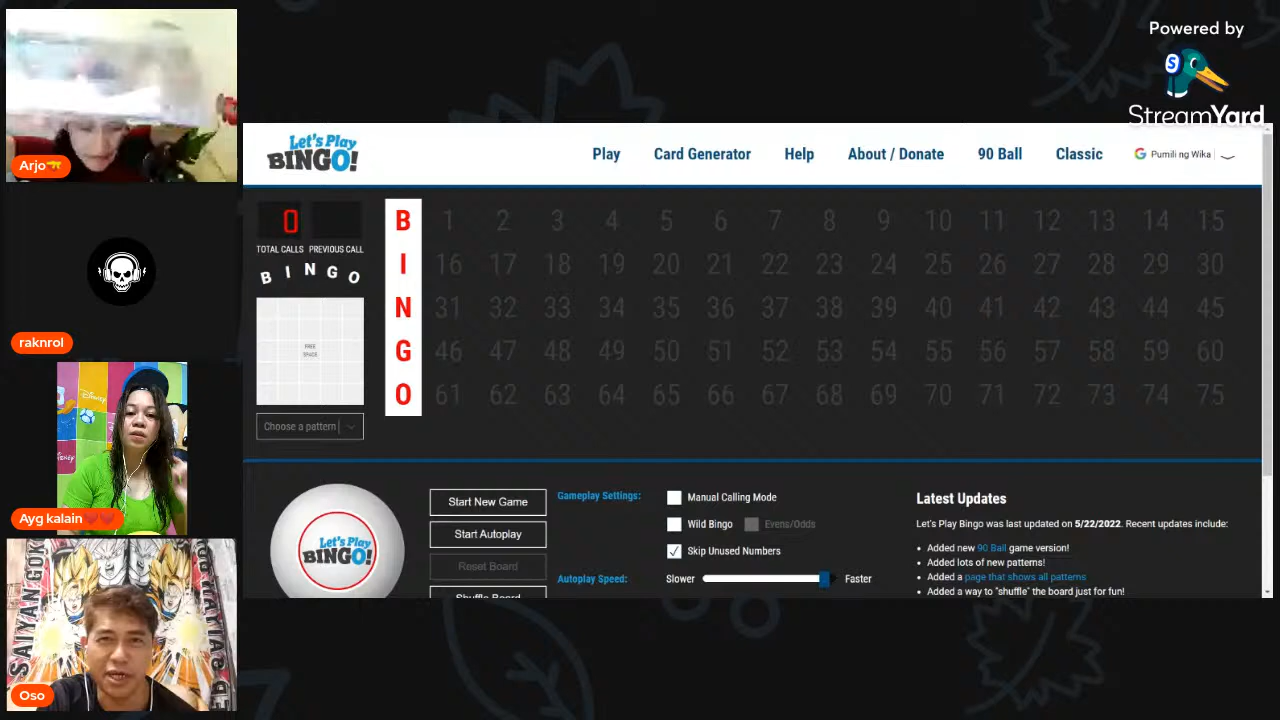 Powered by
StreamYard
Arjo
raknrol
Ayg kalain
Oso
SAIYAN GOKU
Disney
Disney
Let's Play
BINGO!
Play
Card Generator
Help
About / Donate
90 Ball
Classic
G Pumili ng Wika
0
TOTAL CALLS
PREVIOUS CALL
B I N G O
FREE
SPACE
Choose a pattern
B 1 2 3 4 5 6 7 8 9 10 11 12 13 14 15
I 16 17 18 19 20 21 22 23 24 25 26 27 28 29 30
N 31 32 33 34 35 36 37 38 39 40 41 42 43 44 45
G 46 47 48 49 50 51 52 53 54 55 56 57 58 59 60
O 61 62 63 64 65 66 67 68 69 70 71 72 73 74 75
Let's Play
BINGO!
Start New Game
Start Autoplay
Reset Board
Shuffle Board
Gameplay Settings:
Manual Calling Mode
Wild Bingo
Evens/Odds
Skip Unused Numbers
Autoplay Speed:
Slower
Faster
Latest Updates
Let's Play Bingo was last updated on 5/22/2022. Recent updates include:
• Added new 90 Ball game version!
• Added lots of new patterns!
• Added a page that shows all patterns
• Added a way to "shuffle" the board just for fun!